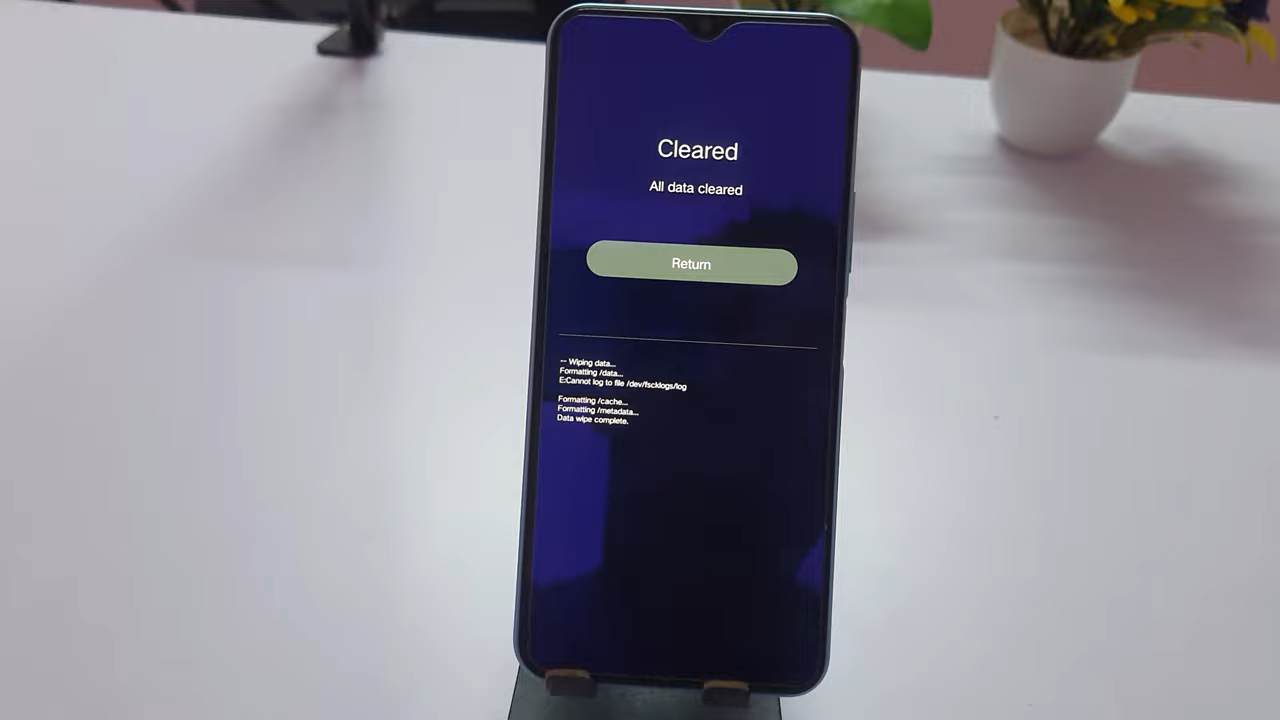 Cleared
All data cleared
Return
-- Wiping data...
Formatting /data...
E:Cannot log to file /dev/fscklogs/log
Formatting /cache...
Formatting /metadata...
Data wipe complete.